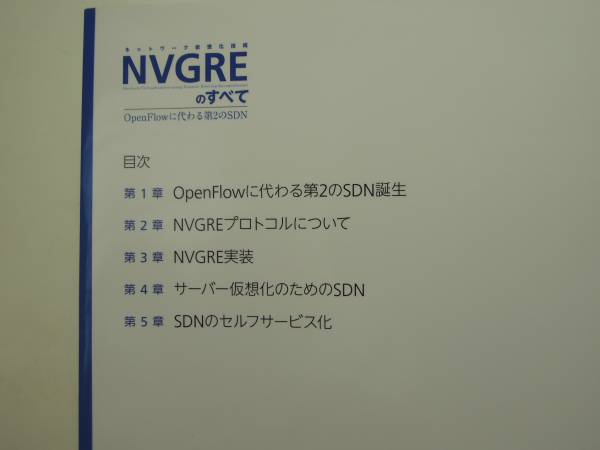 ネットワーク仮想化技術
NVGRE
のすべて
OpenFlowに代わる第2のSDN
目次
第1章 OpenFlowに代わる第2のSDN誕生
第2章 NVGREプロトコルについて
第3章 NVGRE実装
第4章 サーバー仮想化のためのSDN
第5章 SDNのセルフサービス化